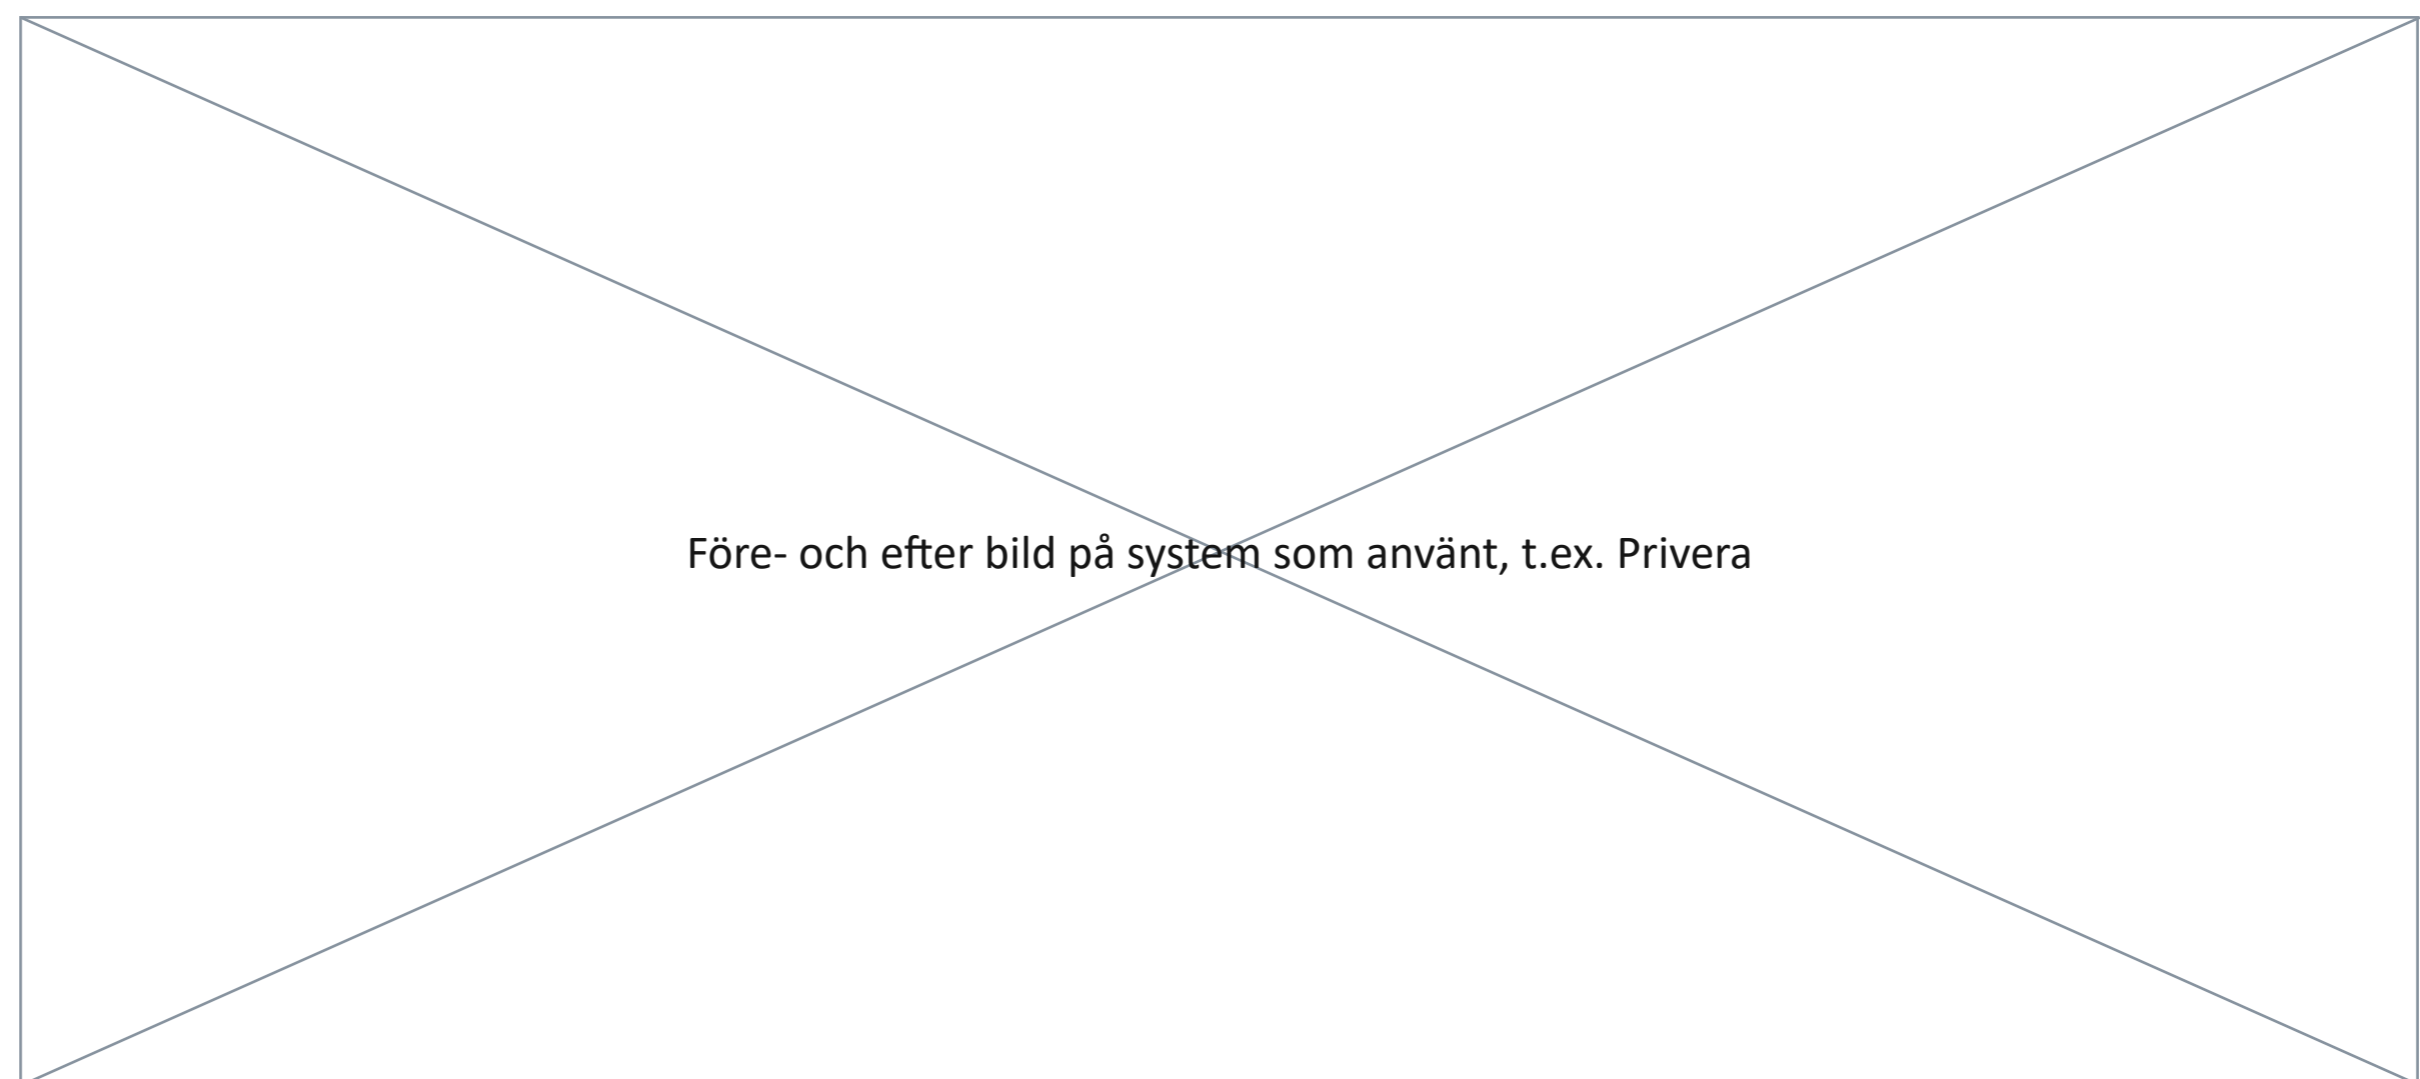 Före- och efter bild på system som använt, t.ex. Privera